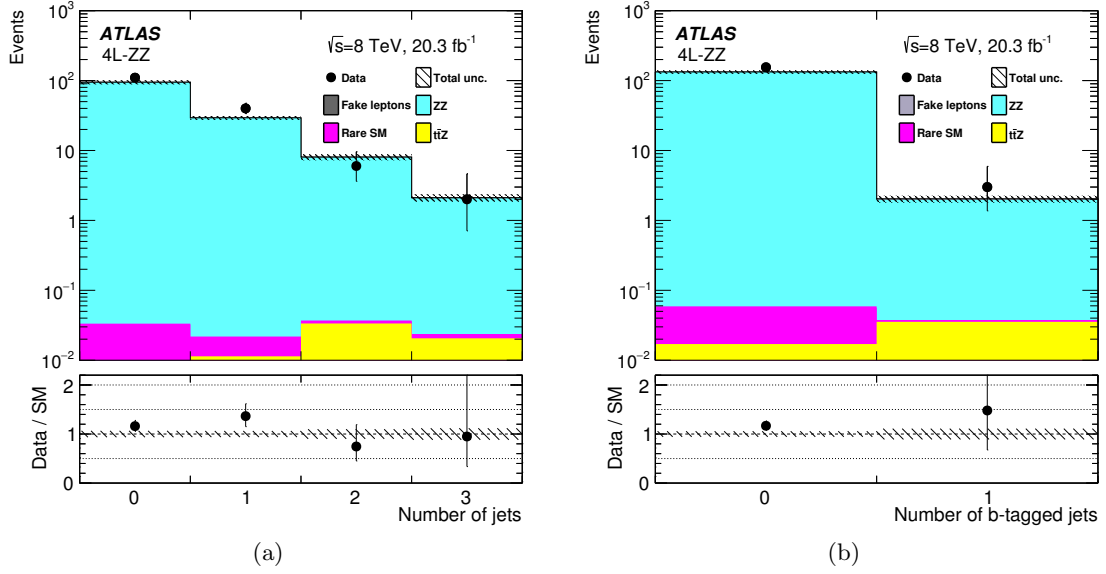 Events
ATLAS
4L-ZZ
√s=8 TeV, 20.3 fb⁻¹
Data
Total unc.
Fake leptons
ZZ
Rare SM
tt̄Z
10³
10²
10
1
10⁻¹
10⁻²
Data / SM
2
1
0
0 1 2 3
Number of jets
(a)
Events
ATLAS
4L-ZZ
√s=8 TeV, 20.3 fb⁻¹
Data
Total unc.
Fake leptons
ZZ
Rare SM
tt̄Z
10³
10²
10
1
10⁻¹
10⁻²
Data / SM
2
1
0
0 1
Number of b-tagged jets
(b)